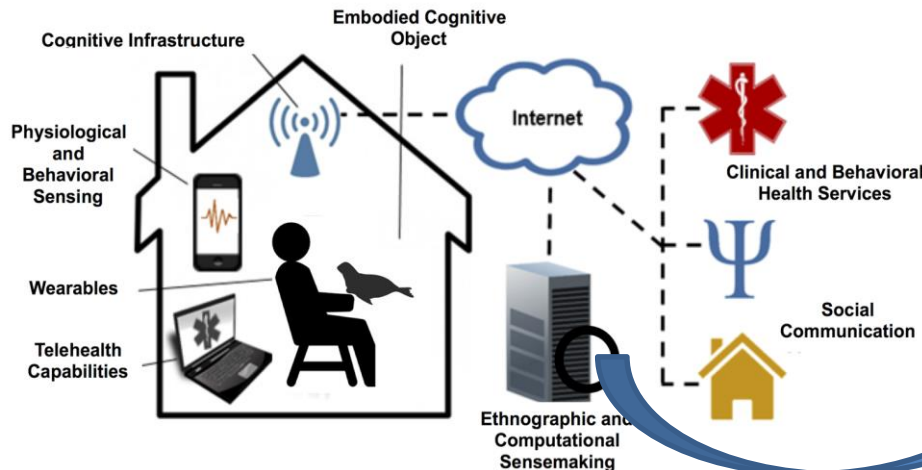 Embodied Cognitive
Object
Cognitive Infrastructure
Internet
Physiological
and
Behavioral
Sensing
Clinical and Behavioral
Health Services
Wearables
Ψ
Social
Communication
Telehealth
Capabilities
Ethnographic and
Computational
Sensemaking